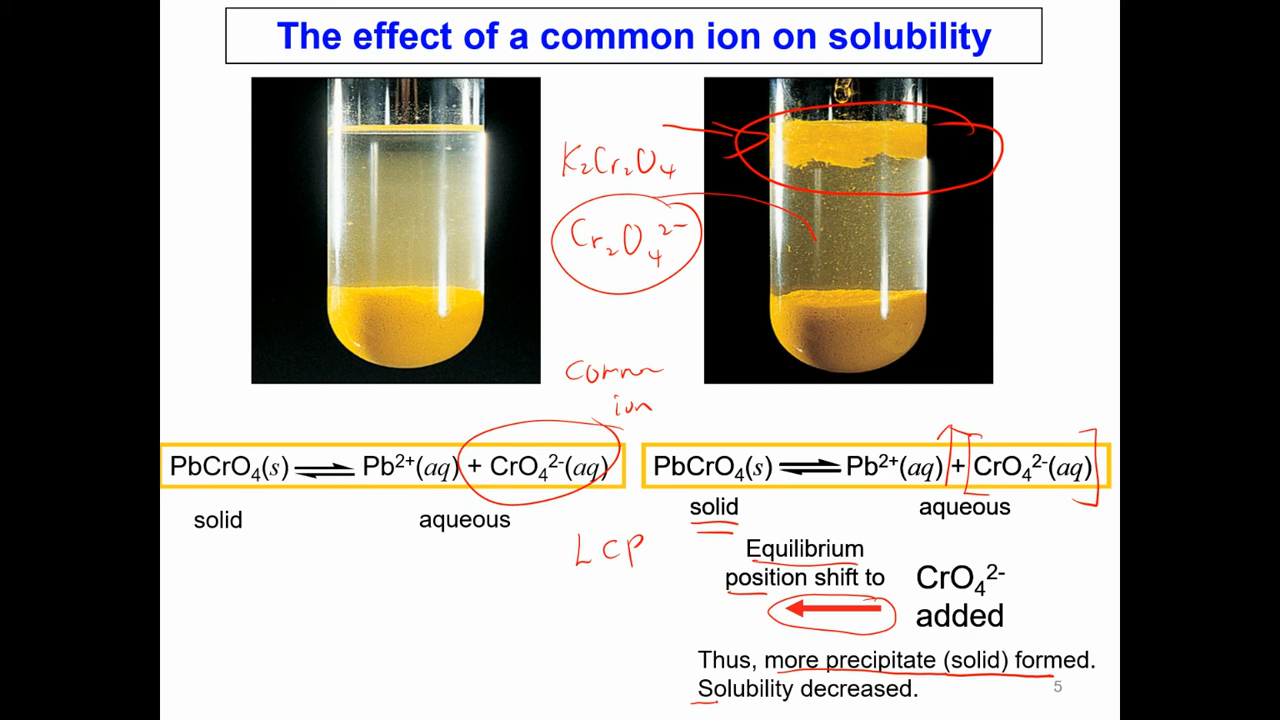 The effect of a common ion on solubility
K₂Cr₂O₄
Cr₂O₄²⁻
ion
PbCrO₄(s) ⇌ Pb²⁺(aq) + CrO₄²⁻(aq)
solid
aqueous
PbCrO₄(s) ⇌ Pb²⁺(aq) + CrO₄²⁻(aq)
solid
aqueous
LCP
Equilibrium
position shift to
CrO₄²⁻
added
Thus, more precipitate (solid) formed.
Solubility decreased.
5